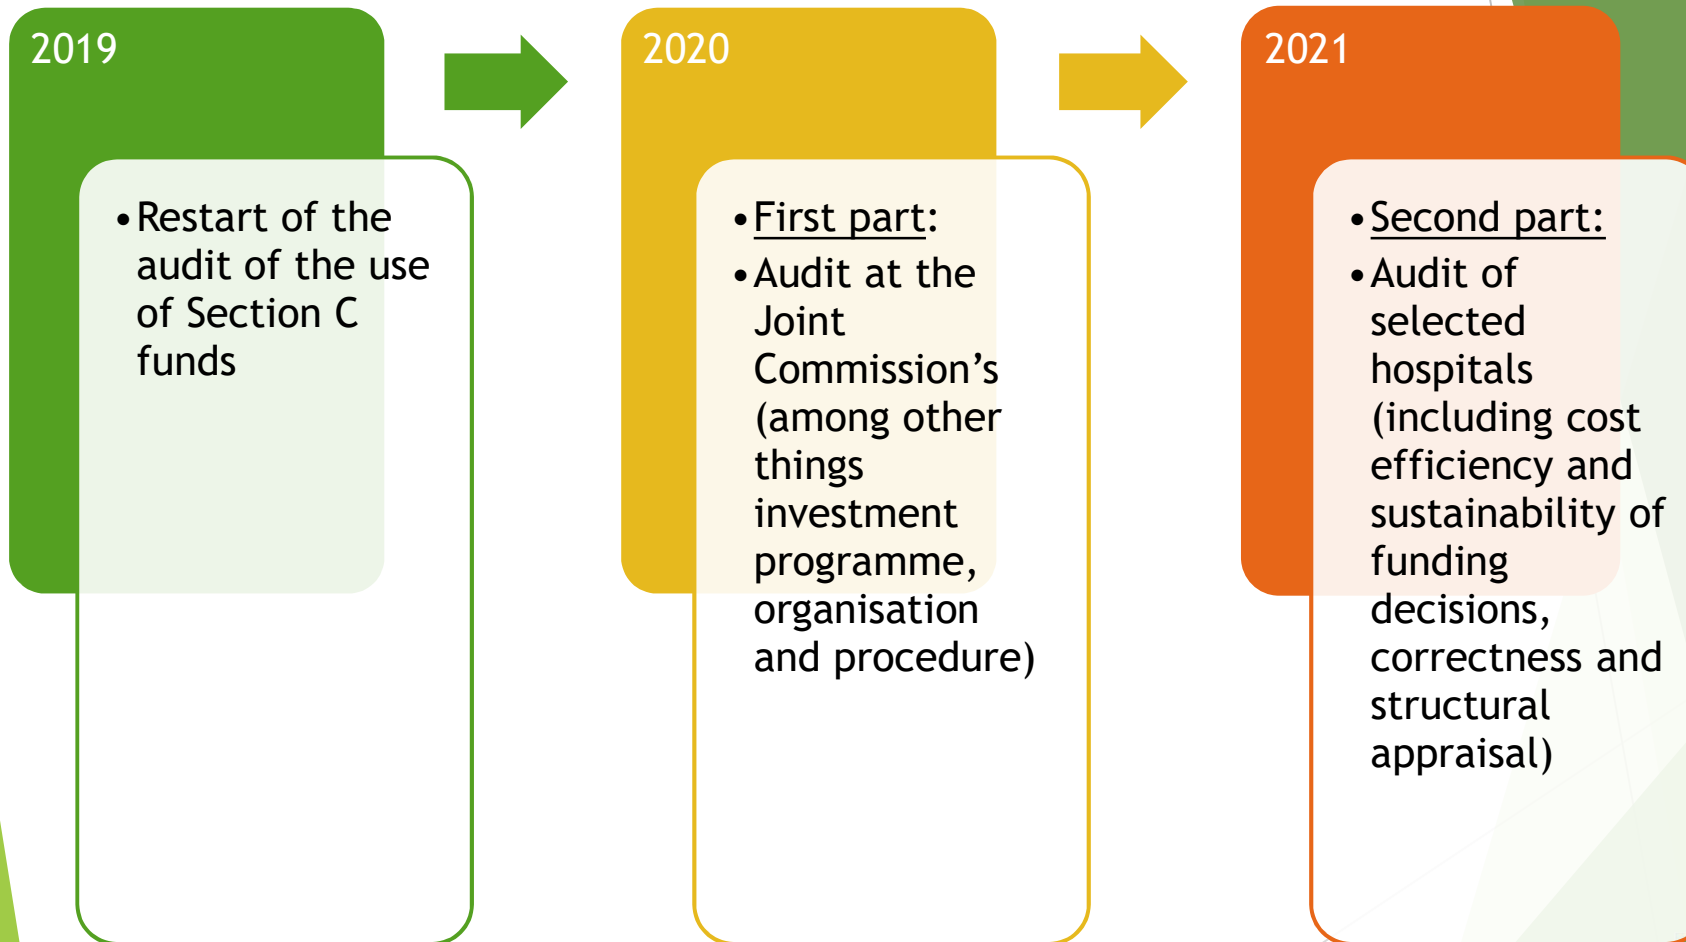 2019
• Restart of the
audit of the use
of Section C
funds
2020
• First part:
• Audit at the
Joint
Commission’s
(among other
things
investment
programme,
organisation
and procedure)
2021
• Second part:
• Audit of
selected
hospitals
(including cost
efficiency and
sustainability of
funding
decisions,
correctness and
structural
appraisal)